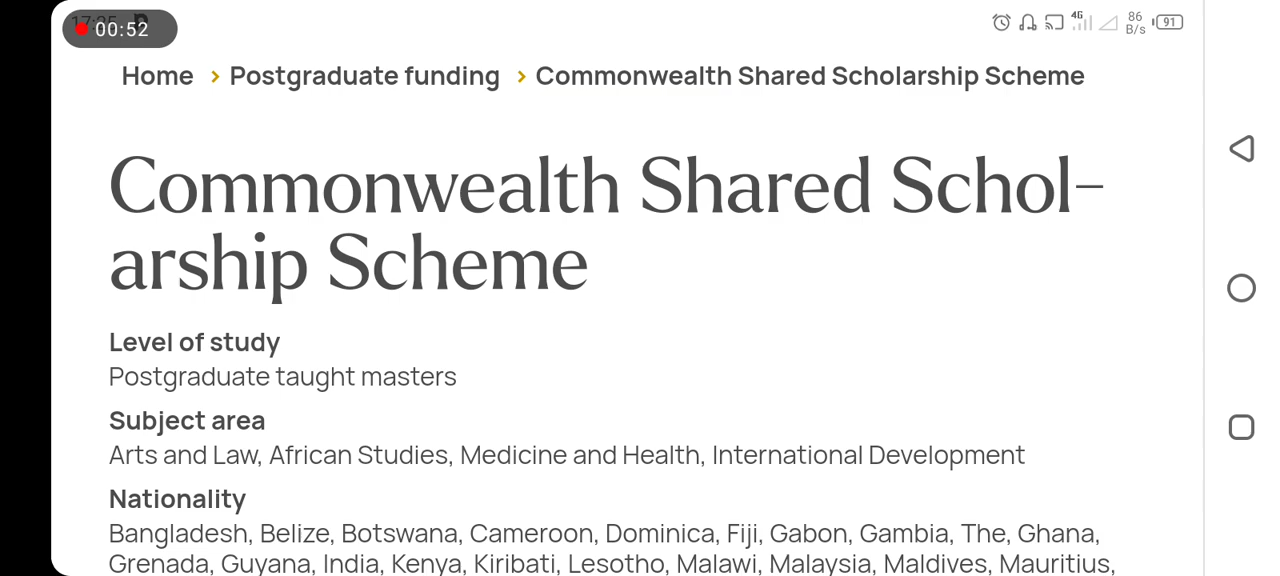 00:52
4G
86
B/s
91
Home > Postgraduate funding > Commonwealth Shared Scholarship Scheme
Commonwealth Shared Schol-
arship Scheme
Level of study
Postgraduate taught masters
Subject area
Arts and Law, African Studies, Medicine and Health, International Development
Nationality
Bangladesh, Belize, Botswana, Cameroon, Dominica, Fiji, Gabon, Gambia, The, Ghana,
Grenada, Guyana, India, Kenya, Kiribati, Lesotho, Malawi, Malaysia, Maldives, Mauritius,